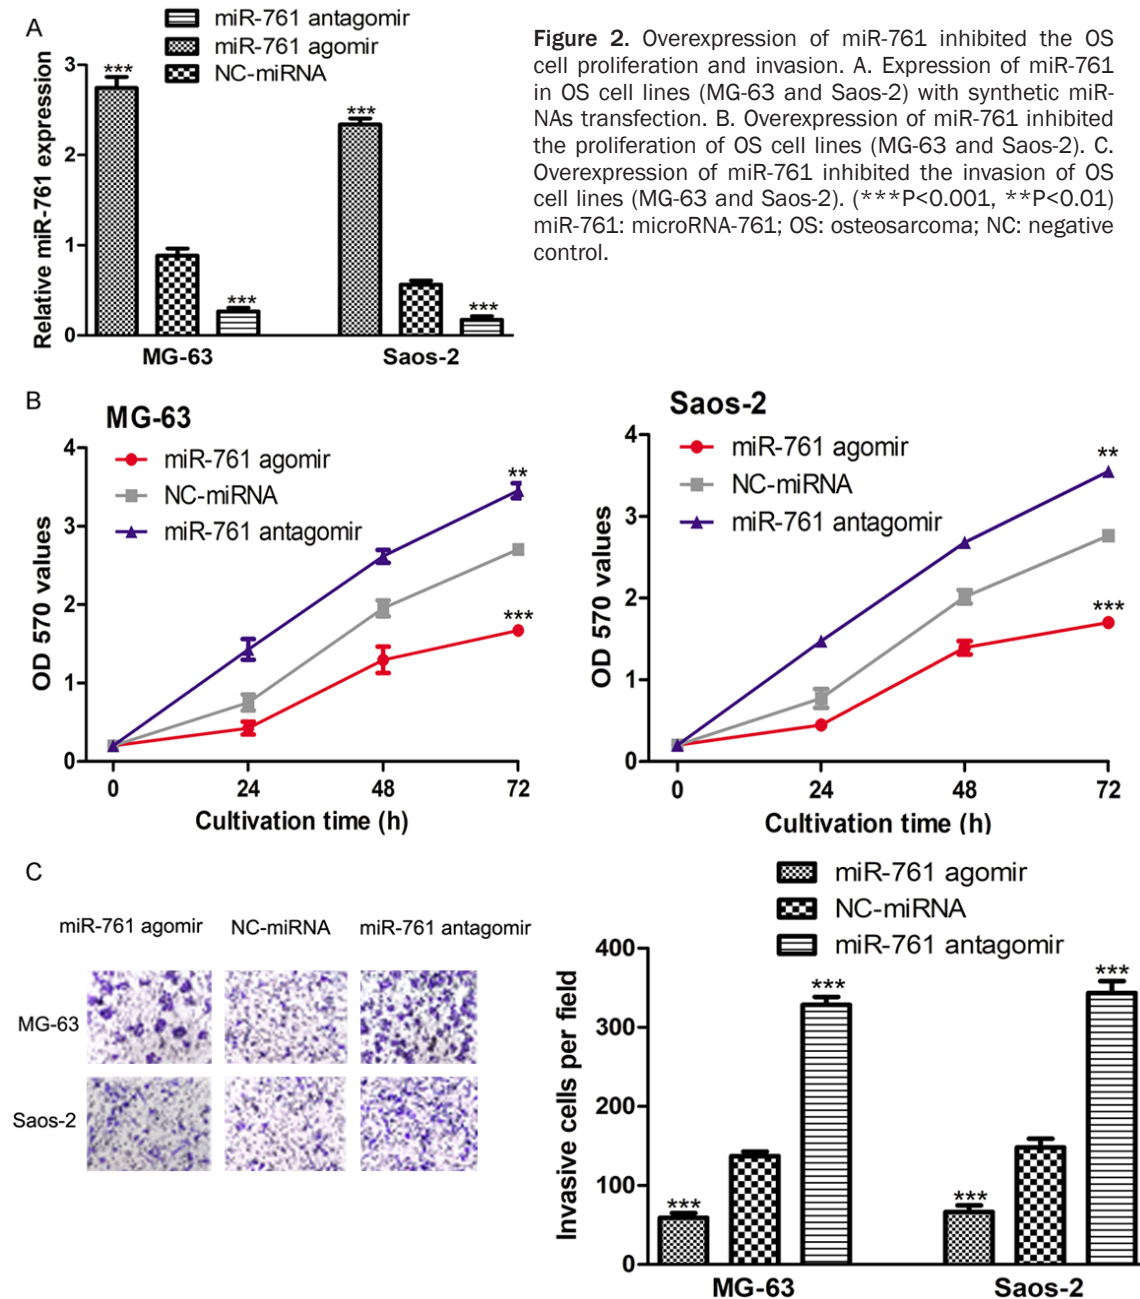 A
miR-761 antagomir
miR-761 agomir
NC-miRNA
Relative miR-761 expression
3
2
1
0
***
***
***
***
MG-63
Saos-2
Figure 2. Overexpression of miR-761 inhibited the OS
cell proliferation and invasion. A. Expression of miR-761
in OS cell lines (MG-63 and Saos-2) with synthetic miR-
NAs transfection. B. Overexpression of miR-761 inhibited
the proliferation of OS cell lines (MG-63 and Saos-2). C.
Overexpression of miR-761 inhibited the invasion of OS
cell lines (MG-63 and Saos-2). (***P<0.001, **P<0.01)
miR-761: microRNA-761; OS: osteosarcoma; NC: negative
control.
B
MG-63
miR-761 agomir
NC-miRNA
miR-761 antagomir
OD 570 values
4
3
2
1
0
**
***
0 24 48 72
Cultivation time (h)
Saos-2
miR-761 agomir
NC-miRNA
miR-761 antagomir
OD 570 values
4
3
2
1
0
**
***
0 24 48 72
Cultivation time (h)
C
miR-761 agomir NC-miRNA miR-761 antagomir
MG-63
Saos-2
miR-761 agomir
NC-miRNA
miR-761 antagomir
Invasive cells per field
400
300
200
100
0
***
***
***
***
MG-63
Saos-2